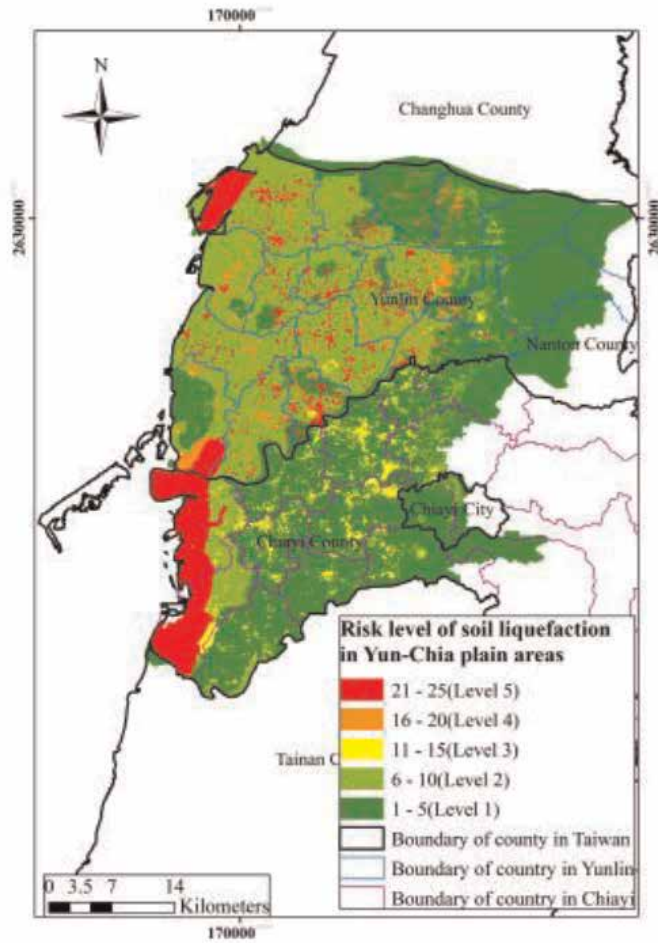 170000
N
Changhua County
2630000
2630000
Yunlin County
Nantou County
Chiayi City
Chiayi County
Risk level of soil liquefaction
in Yun-Chia plain areas
21 - 25(Level 5)
16 - 20(Level 4)
11 - 15(Level 3)
6 - 10(Level 2)
1 - 5(Level 1)
Tainan C
Boundary of county in Taiwan
Boundary of country in Yunlin
Boundary of country in Chiayi
0 3.5 7 14
Kilometers
170000